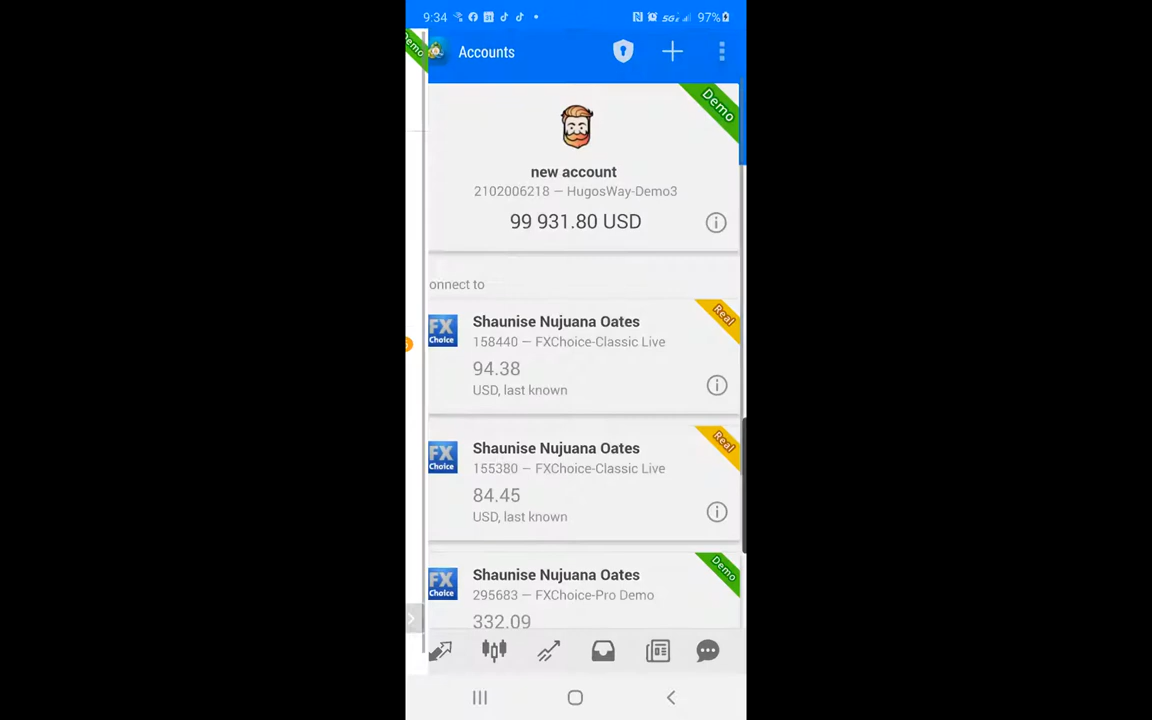 9:34
97%
Demo
Accounts
Demo
new account
2102006218 — HugosWay-Demo3
99 931.80 USD
onnect to
Real
FX Choice
Shaunise Nujuana Oates
158440 — FXChoice-Classic Live
94.38
USD, last known
Real
FX Choice
Shaunise Nujuana Oates
155380 — FXChoice-Classic Live
84.45
USD, last known
Demo
FX Choice
Shaunise Nujuana Oates
295683 — FXChoice-Pro Demo
332.09